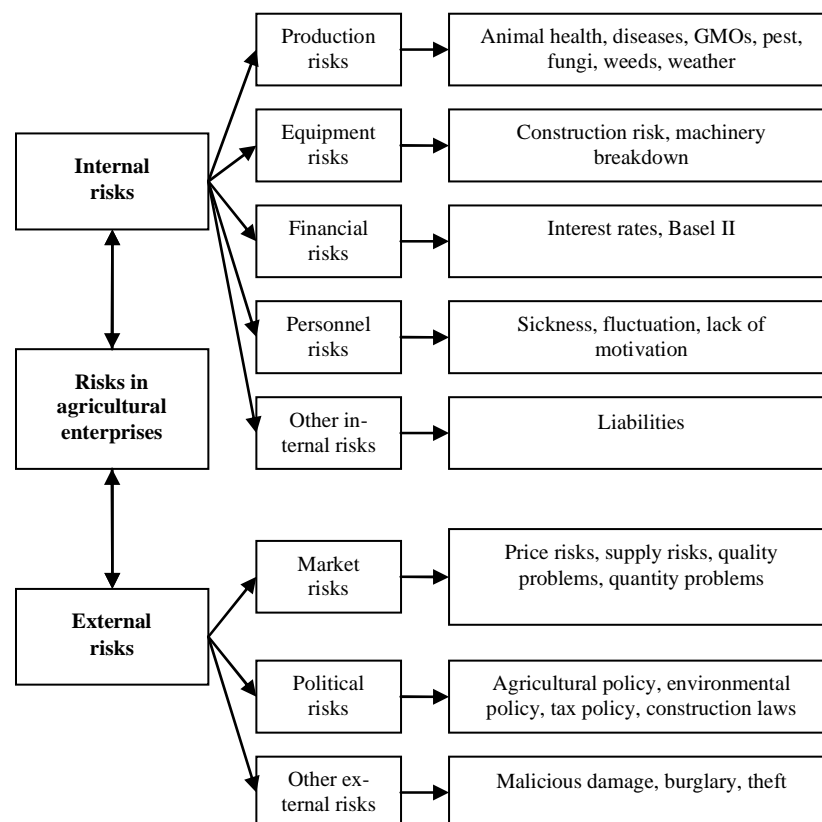 Production
risks
Animal health, diseases, GMOs, pest,
fungi, weeds, weather
Internal
risks
Equipment
risks
Construction risk, machinery
breakdown
Financial
risks
Interest rates, Basel II
Personnel
risks
Sickness, fluctuation, lack of
motivation
Risks in
agricultural
enterprises
Other in-
ternal risks
Liabilities
Market
risks
Price risks, supply risks, quality
problems, quantity problems
External
risks
Political
risks
Agricultural policy, environmental
policy, tax policy, construction laws
Other ex-
ternal risks
Malicious damage, burglary, theft